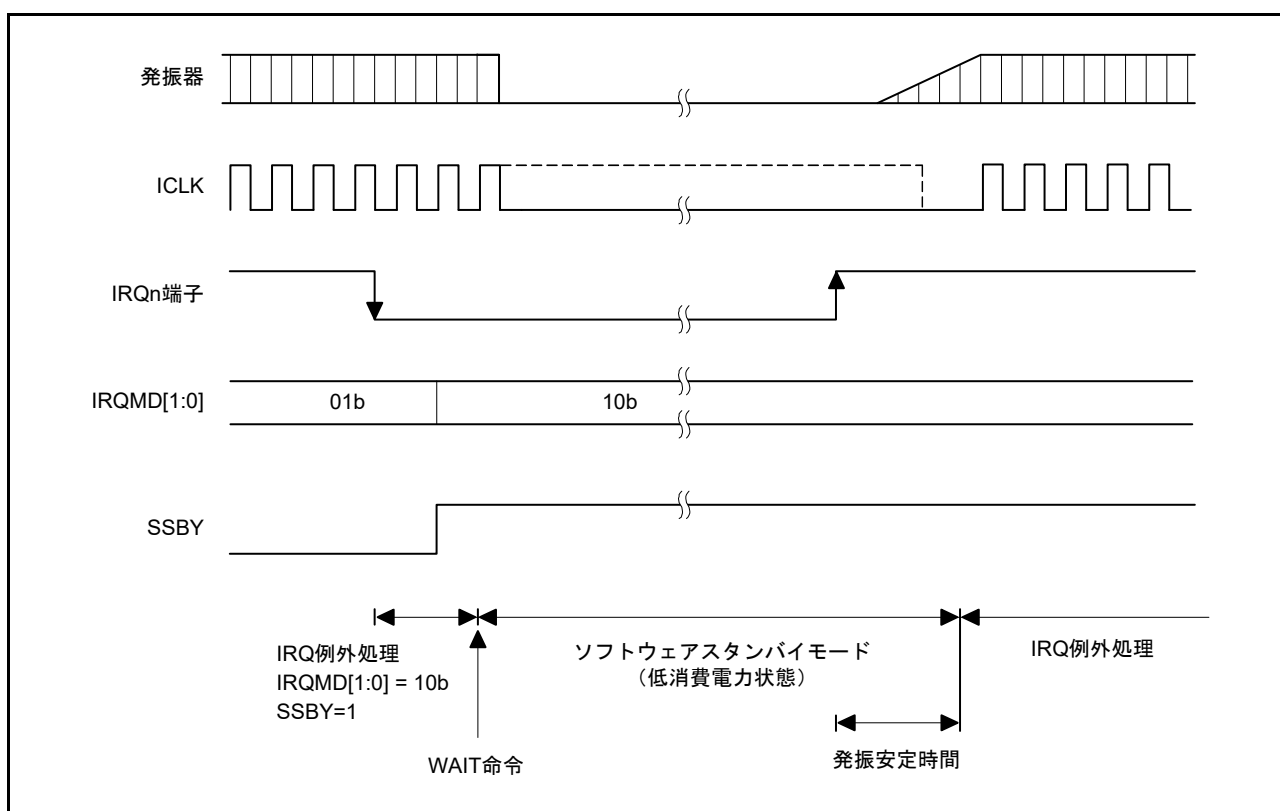 発振器
ICLK
IRQn端子
IRQMD[1:0]
01b
10b
SSBY
IRQ例外処理
IRQMD[1:0] = 10b
SSBY=1
ソフトウェアスタンバイモード
（低消費電力状態）
IRQ例外処理
WAIT命令
発振安定時間